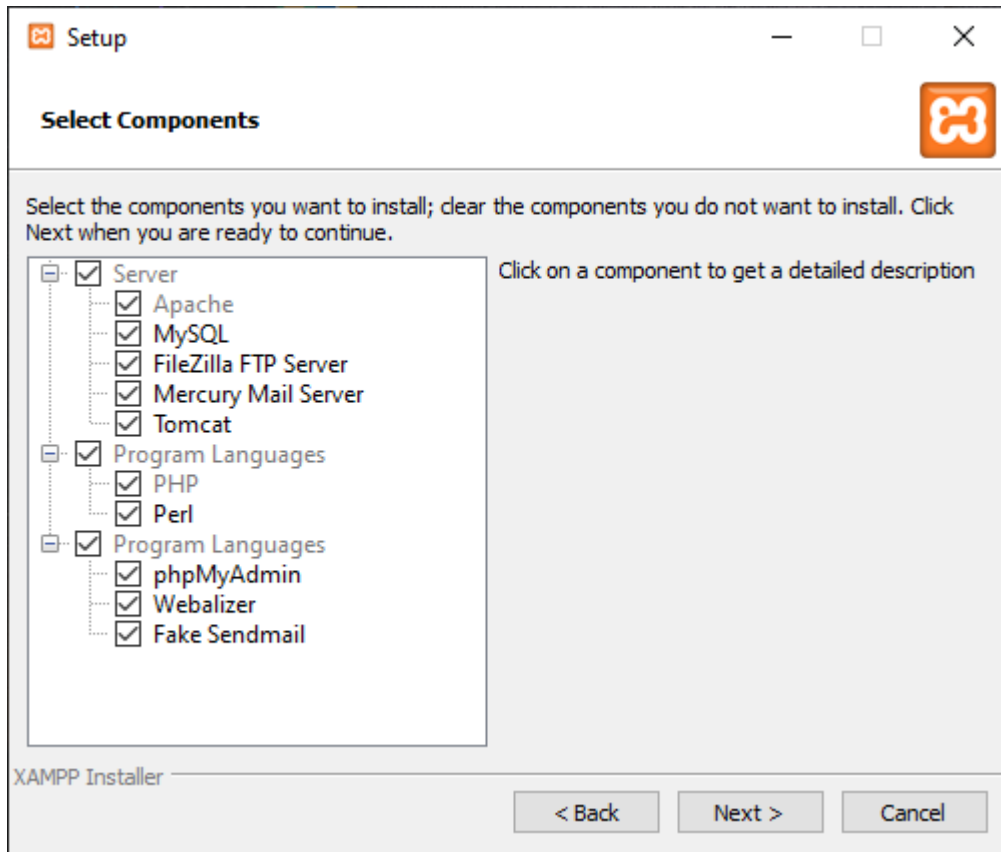 Setup
Select Components
Select the components you want to install; clear the components you do not want to install. Click
Next when you are ready to continue.
Server
Apache
MySQL
FileZilla FTP Server
Mercury Mail Server
Tomcat
Program Languages
PHP
Perl
Program Languages
phpMyAdmin
Webalizer
Fake Sendmail
Click on a component to get a detailed description
XAMPP Installer
< Back
Next >
Cancel